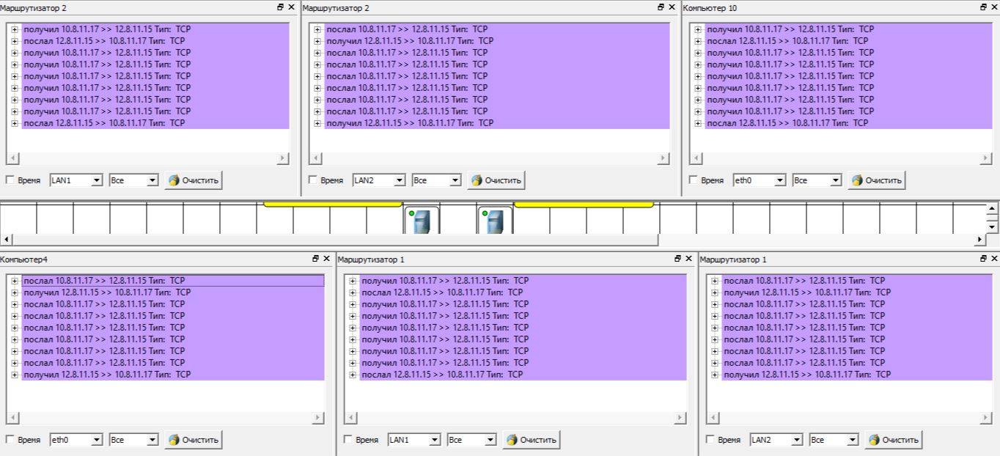 Маршрутизатор 2
получил 10.8.11.17 >> 12.8.11.15 Тип: TCP
послал 12.8.11.15 >> 10.8.11.17 Тип: TCP
получил 10.8.11.17 >> 12.8.11.15 Тип: TCP
получил 10.8.11.17 >> 12.8.11.15 Тип: TCP
получил 10.8.11.17 >> 12.8.11.15 Тип: TCP
получил 10.8.11.17 >> 12.8.11.15 Тип: TCP
получил 10.8.11.17 >> 12.8.11.15 Тип: TCP
получил 10.8.11.17 >> 12.8.11.15 Тип: TCP
послал 12.8.11.15 >> 10.8.11.17 Тип: TCP
Время LAN1 Все Очистить
Маршрутизатор 2
послал 10.8.11.17 >> 12.8.11.15 Тип: TCP
получил 12.8.11.15 >> 10.8.11.17 Тип: TCP
послал 10.8.11.17 >> 12.8.11.15 Тип: TCP
послал 10.8.11.17 >> 12.8.11.15 Тип: TCP
послал 10.8.11.17 >> 12.8.11.15 Тип: TCP
послал 10.8.11.17 >> 12.8.11.15 Тип: TCP
послал 10.8.11.17 >> 12.8.11.15 Тип: TCP
послал 10.8.11.17 >> 12.8.11.15 Тип: TCP
получил 12.8.11.15 >> 10.8.11.17 Тип: TCP
Время LAN2 Все Очистить
Компьютер 10
получил 10.8.11.17 >> 12.8.11.15 Тип: TCP
послал 12.8.11.15 >> 10.8.11.17 Тип: TCP
получил 10.8.11.17 >> 12.8.11.15 Тип: TCP
получил 10.8.11.17 >> 12.8.11.15 Тип: TCP
получил 10.8.11.17 >> 12.8.11.15 Тип: TCP
получил 10.8.11.17 >> 12.8.11.15 Тип: TCP
получил 10.8.11.17 >> 12.8.11.15 Тип: TCP
получил 10.8.11.17 >> 12.8.11.15 Тип: TCP
послал 12.8.11.15 >> 10.8.11.17 Тип: TCP
Время eth0 Все Очистить
Компьютер4
послал 10.8.11.17 >> 12.8.11.15 Тип: TCP
получил 12.8.11.15 >> 10.8.11.17 Тип: TCP
послал 10.8.11.17 >> 12.8.11.15 Тип: TCP
послал 10.8.11.17 >> 12.8.11.15 Тип: TCP
послал 10.8.11.17 >> 12.8.11.15 Тип: TCP
послал 10.8.11.17 >> 12.8.11.15 Тип: TCP
послал 10.8.11.17 >> 12.8.11.15 Тип: TCP
послал 10.8.11.17 >> 12.8.11.15 Тип: TCP
получил 12.8.11.15 >> 10.8.11.17 Тип: TCP
Время eth0 Все Очистить
Маршрутизатор 1
получил 10.8.11.17 >> 12.8.11.15 Тип: TCP
послал 12.8.11.15 >> 10.8.11.17 Тип: TCP
получил 10.8.11.17 >> 12.8.11.15 Тип: TCP
получил 10.8.11.17 >> 12.8.11.15 Тип: TCP
получил 10.8.11.17 >> 12.8.11.15 Тип: TCP
получил 10.8.11.17 >> 12.8.11.15 Тип: TCP
получил 10.8.11.17 >> 12.8.11.15 Тип: TCP
получил 10.8.11.17 >> 12.8.11.15 Тип: TCP
послал 12.8.11.15 >> 10.8.11.17 Тип: TCP
Время LAN1 Все Очистить
Маршрутизатор 1
послал 10.8.11.17 >> 12.8.11.15 Тип: TCP
получил 12.8.11.15 >> 10.8.11.17 Тип: TCP
послал 10.8.11.17 >> 12.8.11.15 Тип: TCP
послал 10.8.11.17 >> 12.8.11.15 Тип: TCP
послал 10.8.11.17 >> 12.8.11.15 Тип: TCP
послал 10.8.11.17 >> 12.8.11.15 Тип: TCP
послал 10.8.11.17 >> 12.8.11.15 Тип: TCP
послал 10.8.11.17 >> 12.8.11.15 Тип: TCP
получил 12.8.11.15 >> 10.8.11.17 Тип: TCP
Время LAN2 Все Очистить